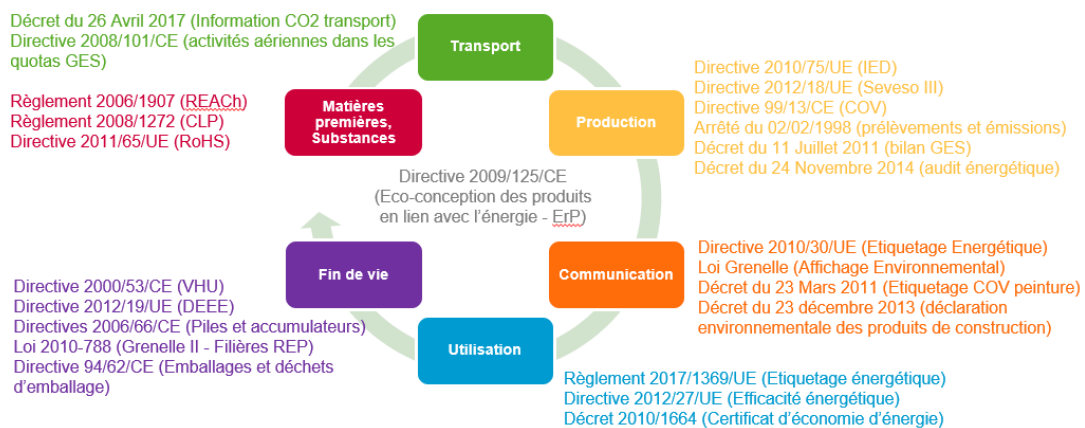 Décret du 26 Avril 2017 (Information CO2 transport)
Directive 2008/101/CE (activités aériennes dans les
quotas GES)
Transport
Règlement 2006/1907 (REACh)
Règlement 2008/1272 (CLP)
Directive 2011/65/UE (RoHS)
Matières
premières,
Substances
Production
Directive 2010/75/UE (IED)
Directive 2012/18/UE (Seveso III)
Directive 99/13/CE (COV)
Arrêté du 02/02/1998 (prélèvements et émissions)
Décret du 11 Juillet 2011 (bilan GES)
Décret du 24 Novembre 2014 (audit énergétique)
Directive 2009/125/CE
(Eco-conception des produits
en lien avec l'énergie - ErP)
Fin de vie
Directive 2000/53/CE (VHU)
Directive 2012/19/UE (DEEE)
Directives 2006/66/CE (Piles et accumulateurs)
Loi 2010-788 (Grenelle II - Filières REP)
Directive 94/62/CE (Emballages et déchets
d'emballage)
Communication
Directive 2010/30/UE (Etiquetage Energétique)
Loi Grenelle (Affichage Environnemental)
Décret du 23 Mars 2011 (Etiquetage COV peinture)
Décret du 23 décembre 2013 (déclaration
environnementale des produits de construction)
Utilisation
Règlement 2017/1369/UE (Etiquetage énergétique)
Directive 2012/27/UE (Efficacité énergétique)
Décret 2010/1664 (Certificat d'économie d'énergie)